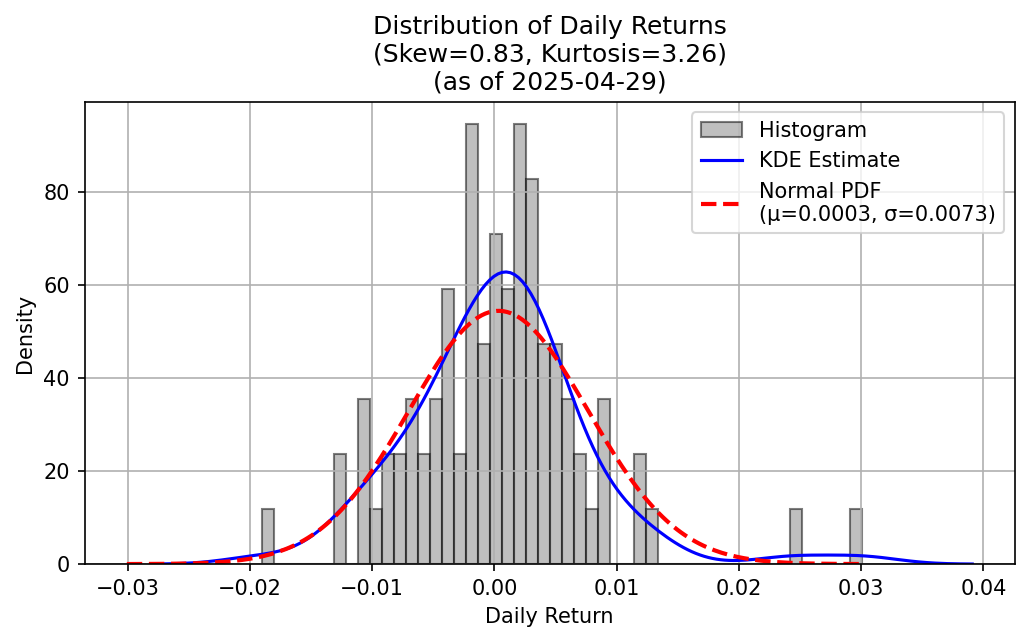 Distribution of Daily Returns
(Skew=0.83, Kurtosis=3.26)
(as of 2025-04-29)
Histogram
KDE Estimate
Normal PDF
(μ=0.0003, σ=0.0073)
Density
80
60
40
20
0
−0.03
−0.02
−0.01
0.00
0.01
0.02
0.03
0.04
Daily Return